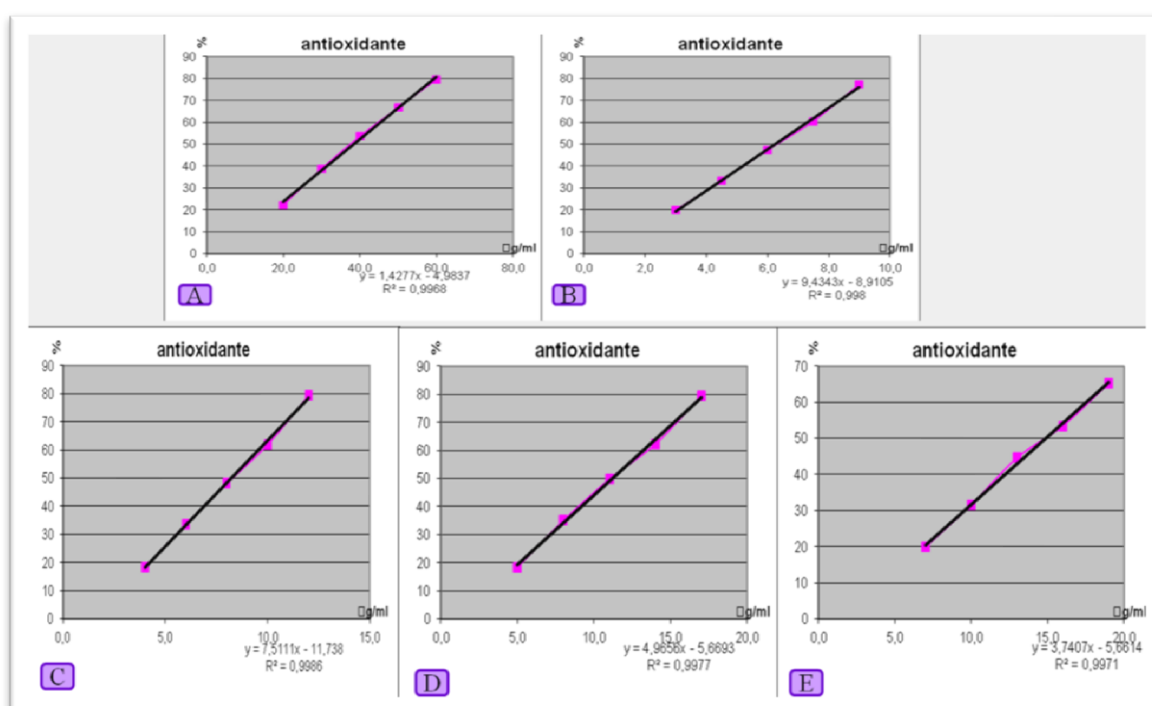 antioxidante
%
90
80
70
60
50
40
30
20
10
0
0,0 20,0 40,0 60,0 80,0
□g/ml
y = 1,4277x - 4,9837
R² = 0,9968
A
antioxidante
%
90
80
70
60
50
40
30
20
10
0
0,0 2,0 4,0 6,0 8,0 10,0
□g/ml
y = 9,4343x - 8,9105
R² = 0,998
B
antioxidante
%
90
80
70
60
50
40
30
20
10
0
0,0 5,0 10,0 15,0
□g/ml
y = 7,5111x - 11,738
R² = 0,9986
C
antioxidante
%
90
80
70
60
50
40
30
20
10
0
0,0 5,0 10,0 15,0 20,0
□g/ml
y = 4,9656x - 5,6693
R² = 0,9977
D
antioxidante
%
70
60
50
40
30
20
10
0
0,0 5,0 10,0 15,0 20,0
□g/ml
y = 3,7407x - 5,6614
R² = 0,9971
E